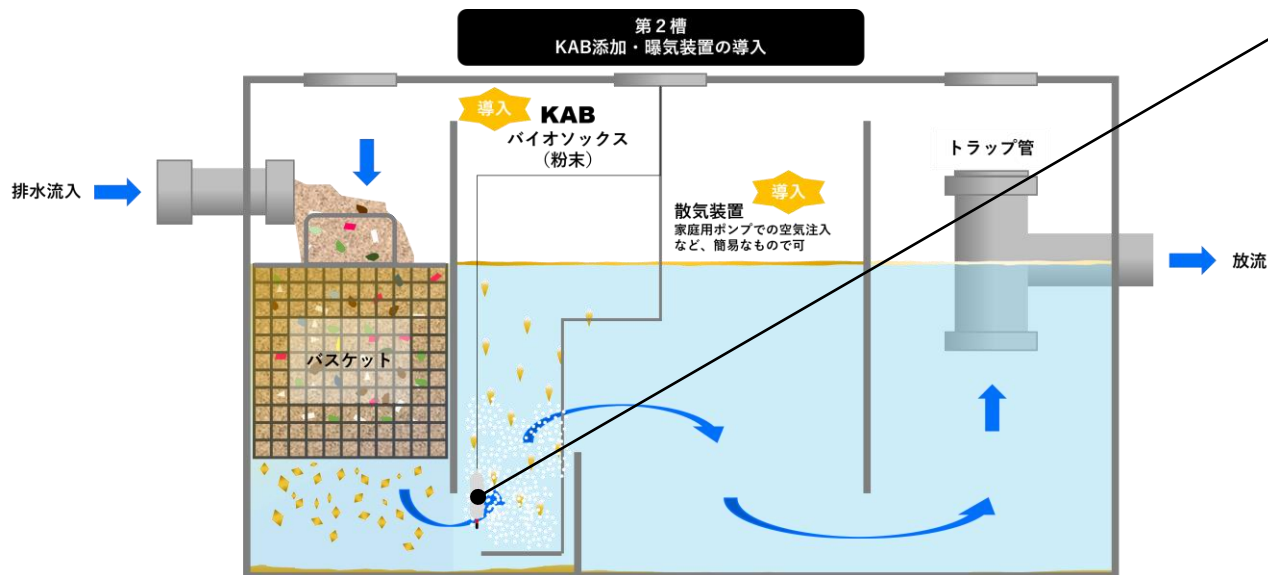 第２槽
KAB添加・曝気装置の導入
導入
KAB
バイオソックス
（粉末）
トラップ管
導入
排水流入
散気装置
家庭用ポンプでの空気注入
など、簡易なもので可
放流
バスケット